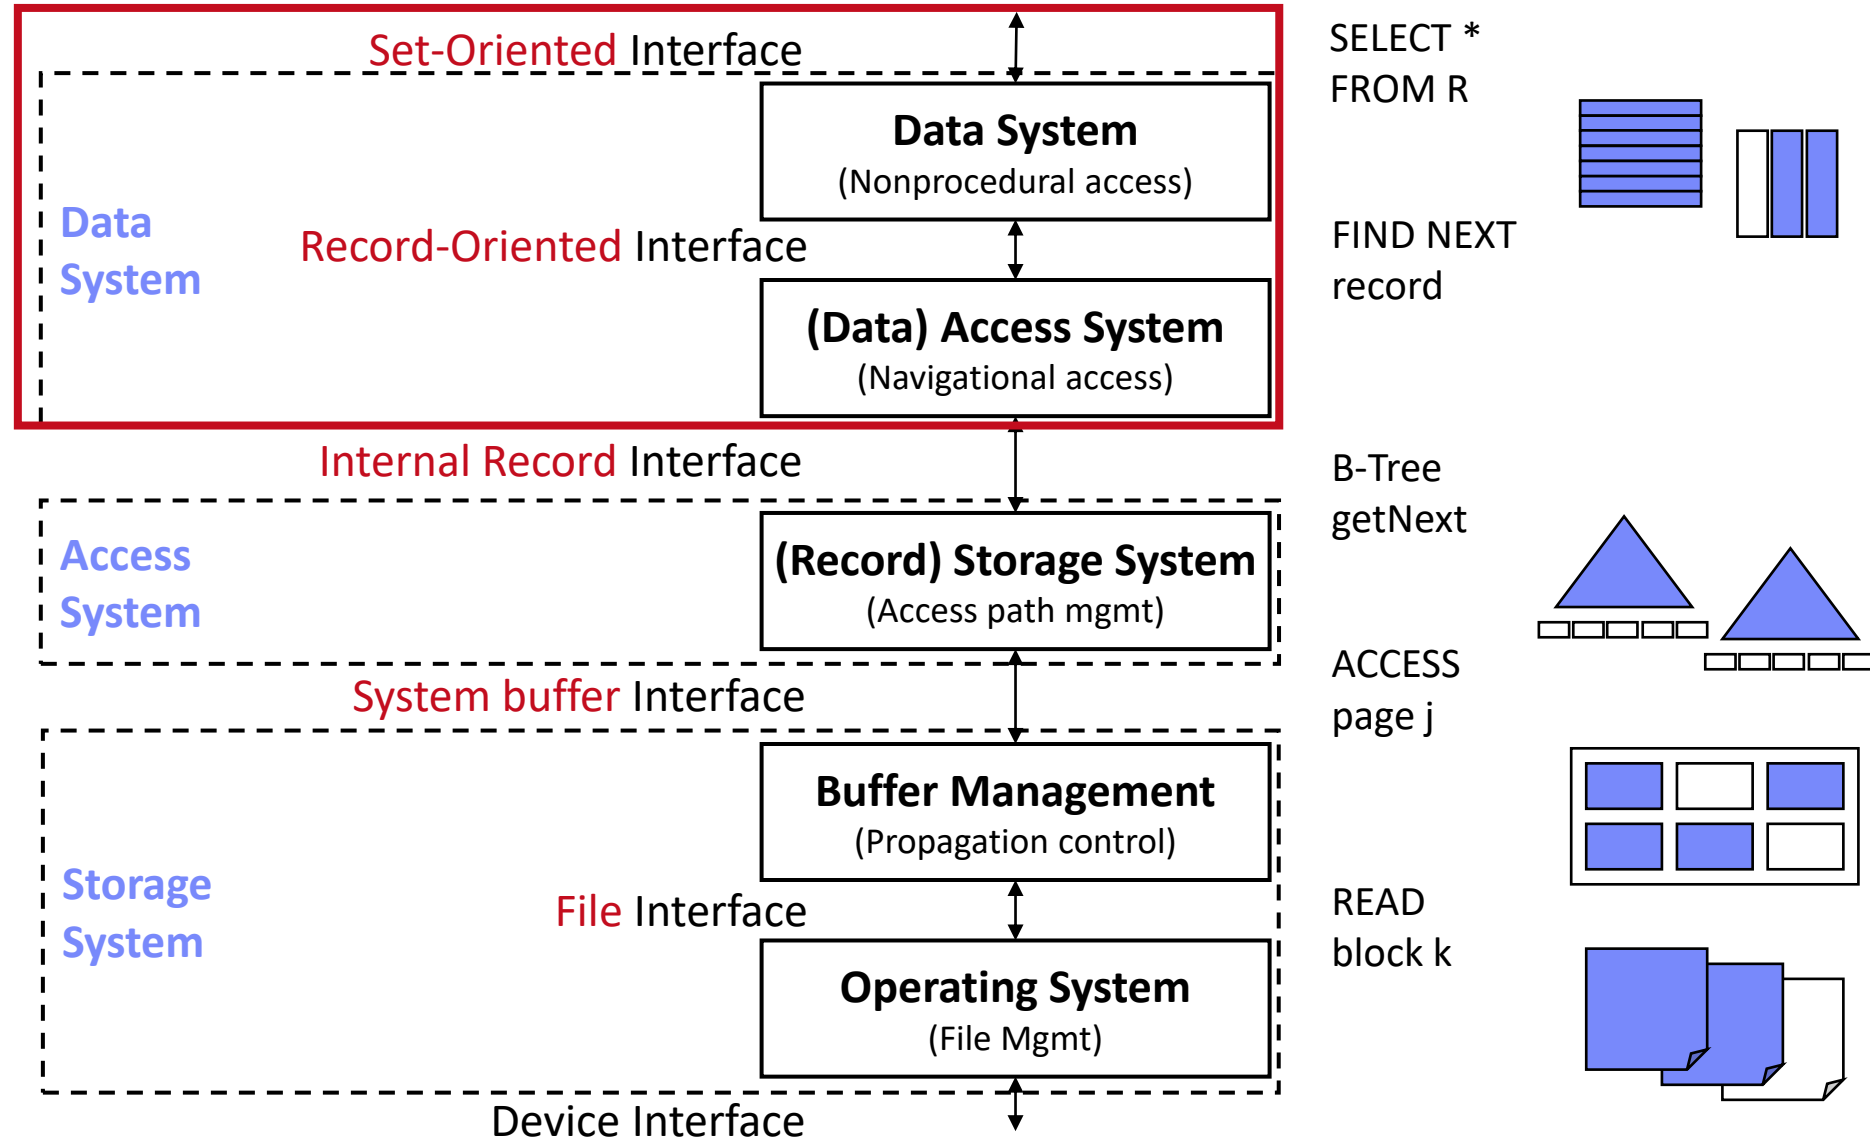 Set-Oriented Interface
SELECT *
FROM R
Data System
(Nonprocedural access)
Data
System
Record-Oriented Interface
FIND NEXT
record
(Data) Access System
(Navigational access)
Internal Record Interface
B-Tree
getNext
Access
System
(Record) Storage System
(Access path mgmt)
System buffer Interface
ACCESS
page j
Buffer Management
(Propagation control)
Storage
System
File Interface
READ
block k
Operating System
(File Mgmt)
Device Interface